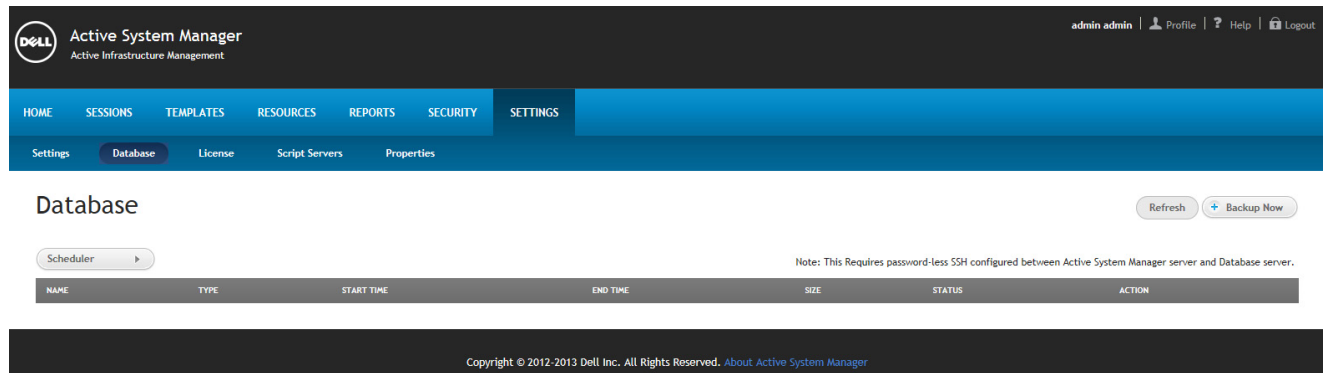 DELL
Active System Manager
Active Infrastructure Management
admin admin | Profile | ? Help | Logout
HOME SESSIONS TEMPLATES RESOURCES REPORTS SECURITY SETTINGS
Settings Database License Script Servers Properties
Database
Refresh + Backup Now
Scheduler
Note: This Requires password-less SSH configured between Active System Manager server and Database server.
NAME TYPE START TIME END TIME SIZE STATUS ACTION
Copyright © 2012-2013 Dell Inc. All Rights Reserved. About Active System Manager